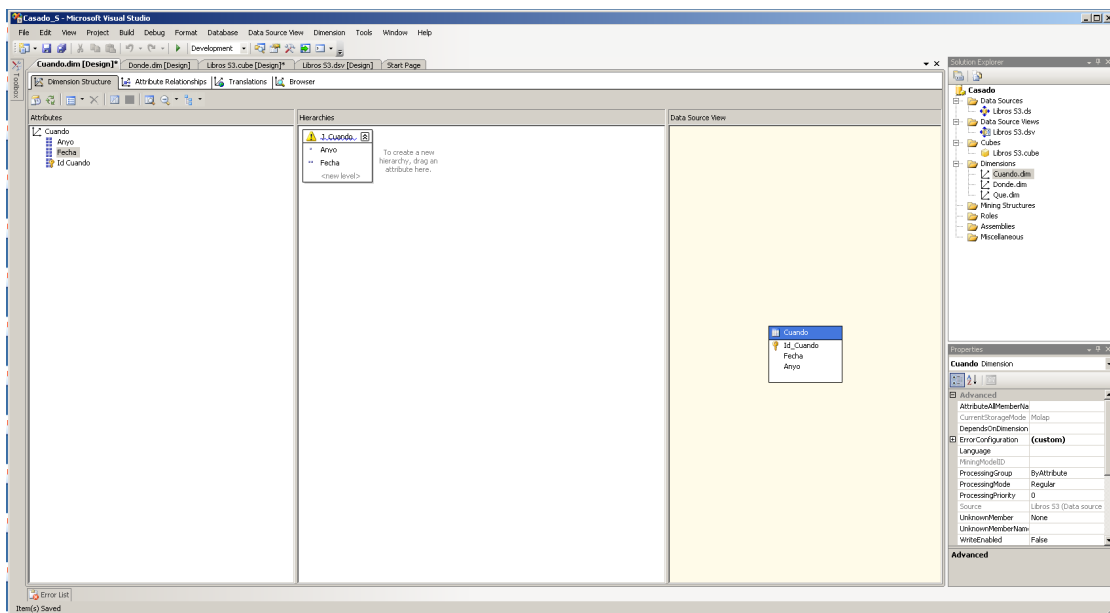 Casado_S - Microsoft Visual Studio
File Edit View Project Build Debug Format Database Data Source View Dimension Tools Window Help
Development
Cuando.dim [Design]* Donde.dim [Design] Libros S3.cube [Design]* Libros S3.dsv [Design] Start Page
Toolbox
Dimension Structure Attribute Relationships Translations Browser
Attributes
Cuando
Anyo
Fecha
Id Cuando
Hierarchies
J_Cuando
Anyo
Fecha
<new level>
To create a new
hierarchy, drag an
attribute here.
Data Source View
Cuando
Id_Cuando
Fecha
Anyo
Solution Explorer
Casado
Data Sources
Libros S3.ds
Data Source Views
Libros S3.dsv
Cubes
Libros S3.cube
Dimensions
Cuando.dim
Donde.dim
Que.dim
Mining Structures
Roles
Assemblies
Miscellaneous
Properties
Cuando Dimension
Advanced
AttributeAllMemberNa
CurrentStorageMode Molap
DependsOnDimension
ErrorConfiguration (custom)
Language
MiningModelID
ProcessingGroup ByAttribute
ProcessingMode Regular
ProcessingPriority 0
Source Libros S3 (Data source
UnknownMember None
UnknownMemberName
WriteEnabled False
Advanced
Error List
Item(s) Saved